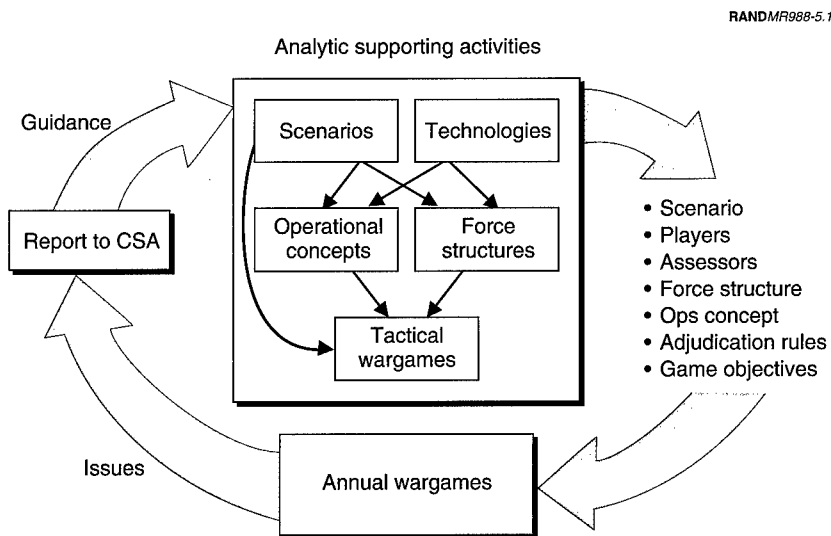 RANDMR988-5.1
Analytic supporting activities
Guidance
Scenarios
Technologies
Report to CSA
Operational
concepts
Force
structures
Tactical
wargames
• Scenario
• Players
• Assessors
• Force structure
• Ops concept
• Adjudication rules
• Game objectives
Issues
Annual wargames